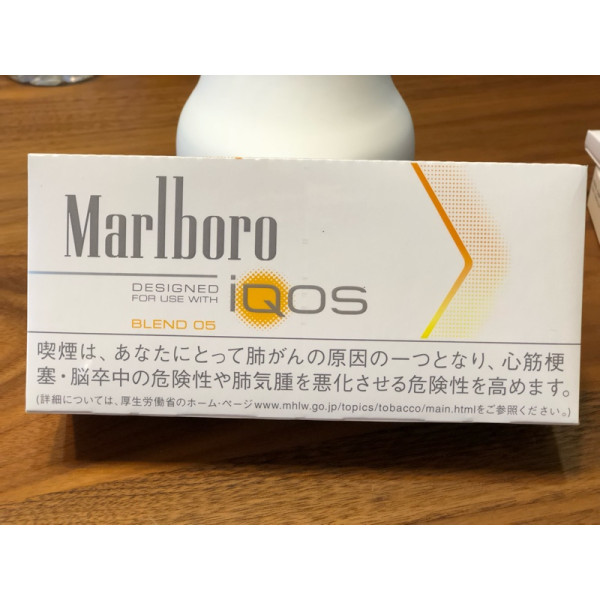 Marlboro
DESIGNED
FOR USE WITH
iQOS
BLEND 05
喫煙は、あなたにとって肺がんの原因の一つとなり、心筋梗
塞・脳卒中の危険性や肺気腫を悪化させる危険性を高めます。
(詳細については、厚生労働省のホーム・ページwww.mhlw.go.jp/topics/tobacco/main.htmlをご参照ください。)